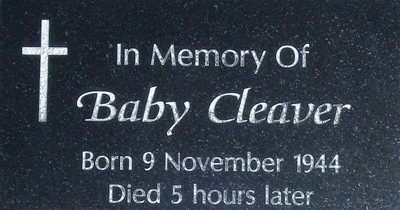 In Memory Of
Baby Cleaver
Born 9 November 1944
Died 5 hours later